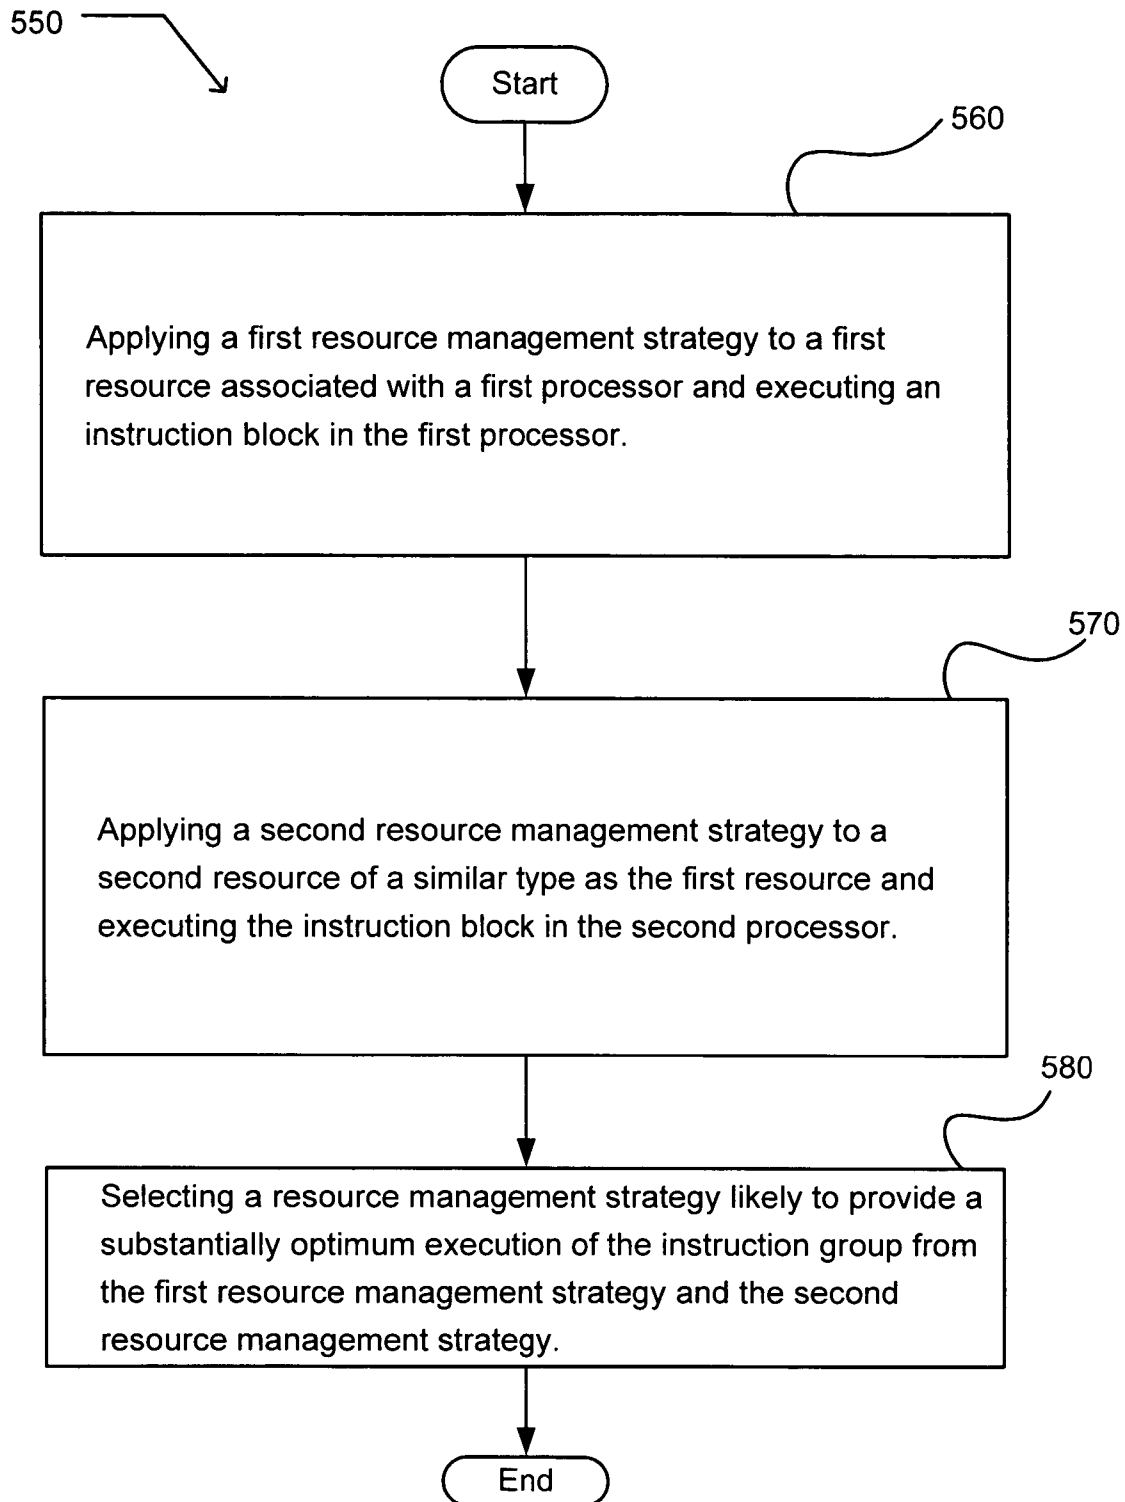 550
Start
560
Applying a first resource management strategy to a first
resource associated with a first processor and executing an
instruction block in the first processor.
570
Applying a second resource management strategy to a
second resource of a similar type as the first resource and
executing the instruction block in the second processor.
580
Selecting a resource management strategy likely to provide a
substantially optimum execution of the instruction group from
the first resource management strategy and the second
resource management strategy.
End